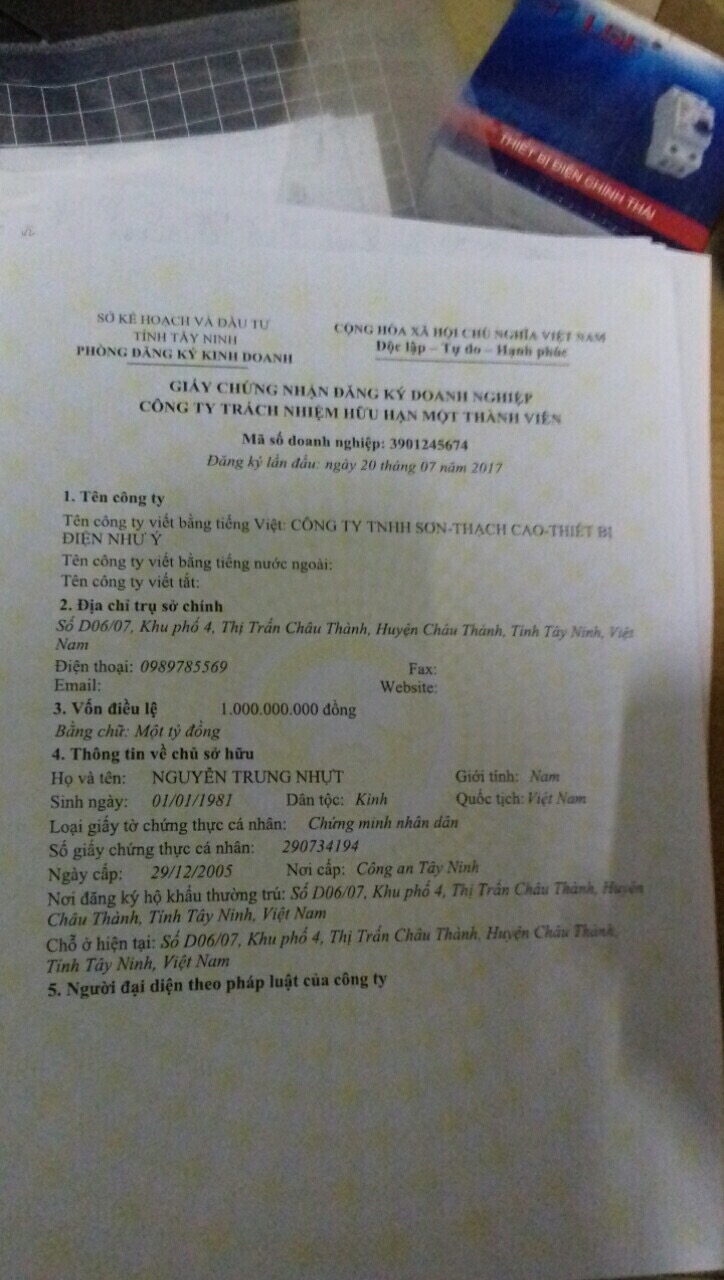 THIẾT BỊ ĐIỆN CHINH THÁI
SỞ KẾ HOẠCH VÀ ĐẦU TƯ
TỈNH TÂY NINH
PHÒNG ĐĂNG KÝ KINH DOANH
CỘNG HÒA XÃ HỘI CHỦ NGHĨA VIỆT NAM
Độc lập – Tự do – Hạnh phúc
GIẤY CHỨNG NHẬN ĐĂNG KÝ DOANH NGHIỆP
CÔNG TY TRÁCH NHIỆM HỮU HẠN MỘT THÀNH VIÊN
Mã số doanh nghiệp: 3901245674
Đăng ký lần đầu: ngày 20 tháng 07 năm 2017
1. Tên công ty
Tên công ty viết bằng tiếng Việt: CÔNG TY TNHH SƠN-THẠCH CAO-THIẾT BỊ
ĐIỆN NHƯ Ý
Tên công ty viết bằng tiếng nước ngoài:
Tên công ty viết tắt:
2. Địa chỉ trụ sở chính
Số D06/07, Khu phố 4, Thị Trấn Châu Thành, Huyện Châu Thành, Tỉnh Tây Ninh, Việt
Nam
Điện thoại: 0989785569 Fax:
Email: Website:
3. Vốn điều lệ 1.000.000.000 đồng
Bằng chữ: Một tỷ đồng
4. Thông tin về chủ sở hữu
Họ và tên: NGUYỄN TRUNG NHỰT Giới tính: Nam
Sinh ngày: 01/01/1981 Dân tộc: Kinh Quốc tịch: Việt Nam
Loại giấy tờ chứng thực cá nhân: Chứng minh nhân dân
Số giấy chứng thực cá nhân: 290734194
Ngày cấp: 29/12/2005 Nơi cấp: Công an Tây Ninh
Nơi đăng ký hộ khẩu thường trú: Số D06/07, Khu phố 4, Thị Trấn Châu Thành, Huyện
Châu Thành, Tỉnh Tây Ninh, Việt Nam
Chỗ ở hiện tại: Số D06/07, Khu phố 4, Thị Trấn Châu Thành, Huyện Châu Thành,
Tỉnh Tây Ninh, Việt Nam
5. Người đại diện theo pháp luật của công ty